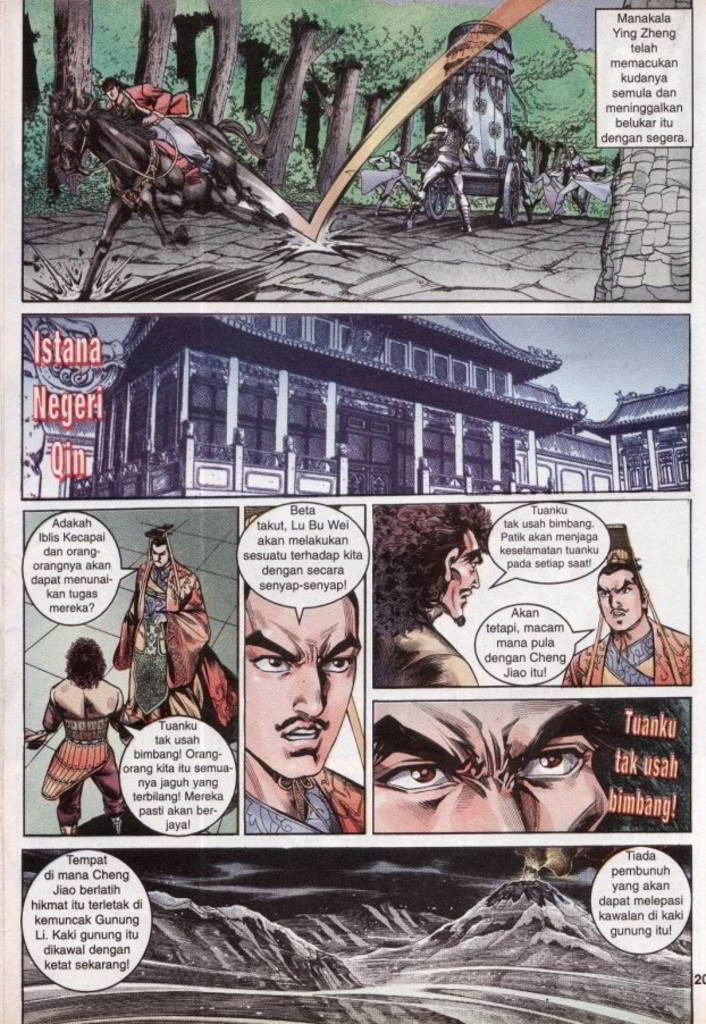 Manakala
Ying Zheng
telah
memacukan
kudanya
semula dan
meninggalkan
belukar itu
dengan segera.
Istana
Negeri
Qin
Adakah
Iblis Kecapai
dan orang-
orangnya akan
dapat menunai-
kan tugas
mereka?
Tuanku
tak usah
bimbang! Orang-
orang kita itu semua-
nya jaguh yang
terbilang! Mereka
pasti akan ber-
jaya!
Beta
takut, Lu Bu Wei
akan melakukan
sesuatu terhadap kita
dengan secara
senyap-senyap!
Tuanku
tak usah bimbang.
Patik akan menjaga
keselamatan tuanku
pada setiap saat!
Akan
tetapi, macam
mana pula
dengan Cheng
Jiao itu!
Tuanku
tak usah
bimbang!
Tempat
di mana Cheng
Jiao berlatih
hikmat itu terletak di
kemuncak Gunung
Li. Kaki gunung itu
dikawal dengan
ketat sekarang!
Tiada
pembunuh
yang akan
dapat melepasi
kawalan di kaki
gunung itu!